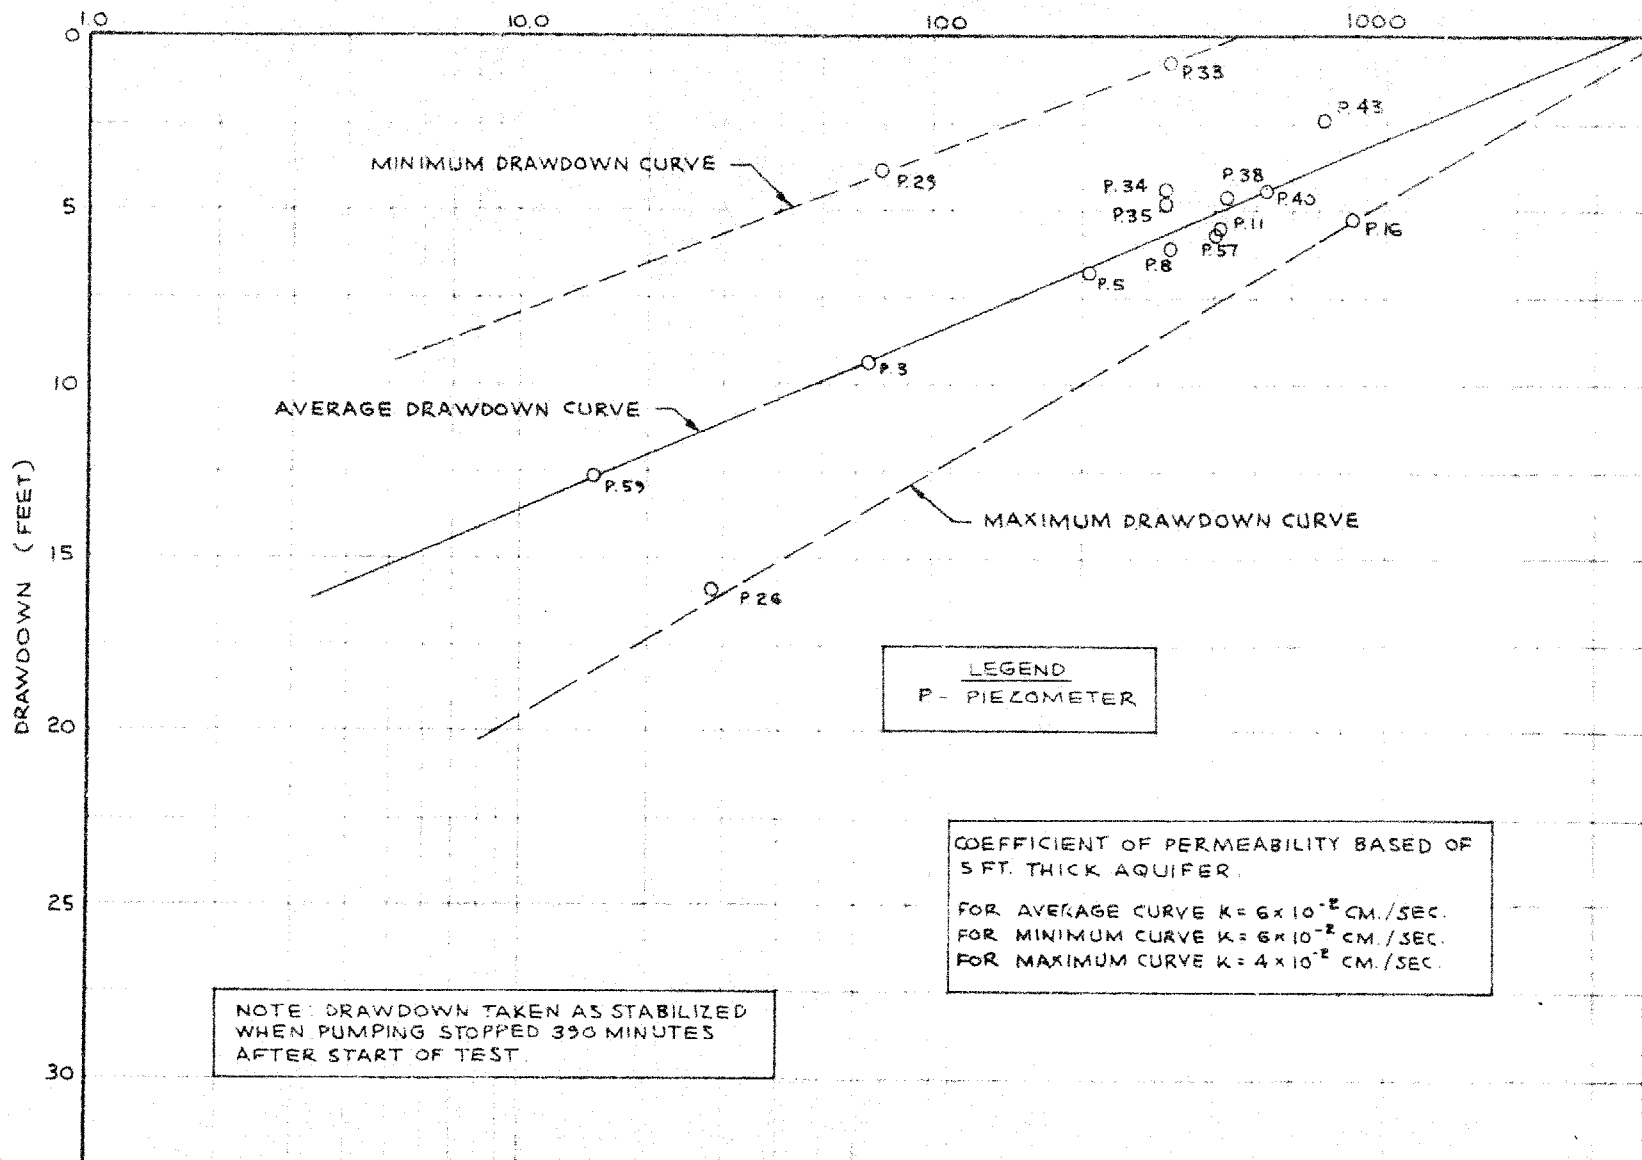 1.0 10.0 100 1000
0
P.33
P.43
MINIMUM DRAWDOWN CURVE
P.29
P.34
P.38
P.40
5
P.35
P.11
P.16
P.57
P.8
P.5
P.3
10
AVERAGE DRAWDOWN CURVE
P.59
MAXIMUM DRAWDOWN CURVE
15
P.26
DRAWDOWN (FEET)
LEGEND
P - PIEZOMETER
20
COEFFICIENT OF PERMEABILITY BASED OF
5 FT. THICK AQUIFER.
FOR AVERAGE CURVE K = 6 x 10⁻² CM./SEC.
FOR MINIMUM CURVE K = 6 x 10⁻² CM./SEC.
FOR MAXIMUM CURVE K = 4 x 10⁻² CM./SEC.
25
NOTE: DRAWDOWN TAKEN AS STABILIZED
WHEN PUMPING STOPPED 390 MINUTES
AFTER START OF TEST.
30